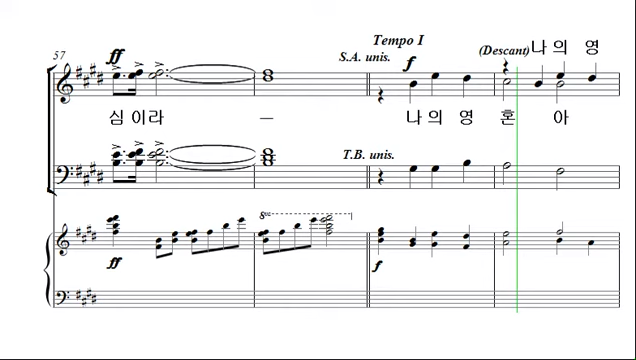 Tempo I
57 ff S.A. unis. f (Descant) 나 의 영
심 이 라 – 나 의 영 혼 아
T.B. unis.
8va
ff f